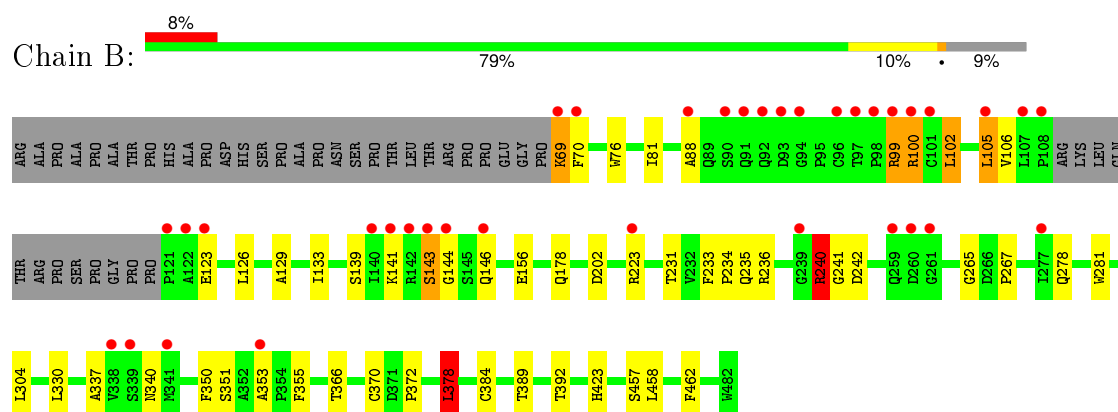 8%
Chain B:
79% 10% • 9%
ARG ALA PRO ALA PRO ALA THR PRO HIS ALA PRO ASP HIS SER PRO ALA PRO ASN SER PRO THR LEU THR ARG PRO PRO GLU GLY PRO K69 F70 W76 I81 A88 Q89 S90 Q91 Q92 D93 G94 P95 G96 T97 P98 R99 R100 C101 L102 L105 V106 L107 P108 ARG LYS LEU GLN
THR ARG PRO SER PRO GLY PRO PRO P121 A122 E123 L126 A129 I133 S139 I140 K141 R142 S143 G144 S145 Q146 E156 Q178 D202 R223 T231 V232 F233 P234 Q235 R236 G239 R240 G241 D242 Q259 D260 G261 G265 D266 P267 I277 Q278 W281
L304 L330 A337 V338 S339 N340 M341 F350 S351 A352 A353 P354 F355 T366 C370 D371 P372 L378 C384 T389 T392 H423 S457 L458 F462 W482